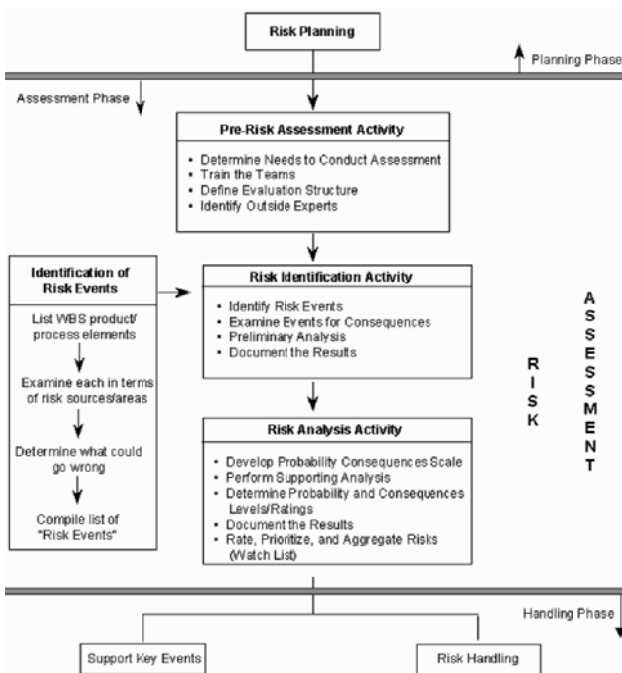 Risk Planning
Planning Phase
Assessment Phase
Pre-Risk Assessment Activity
• Determine Needs to Conduct Assessment
• Train the Teams
• Define Evaluation Structure
• Identify Outside Experts
Identification of
Risk Events
List WBS product/
process elements
Examine each in terms
of risk sources/areas
Determine what could
go wrong
Compile list of
"Risk Events"
Risk Identification Activity
• Identify Risk Events
• Examine Events for Consequences
• Preliminary Analysis
• Document the Results
RISK
ASSESSMENT
Risk Analysis Activity
• Develop Probability Consequences Scale
• Perform Supporting Analysis
• Determine Probability and Consequences
Levels/Ratings
• Document the Results
• Rate, Prioritize, and Aggregate Risks
(Watch List)
Handling Phase
Support Key Events
Risk Handling